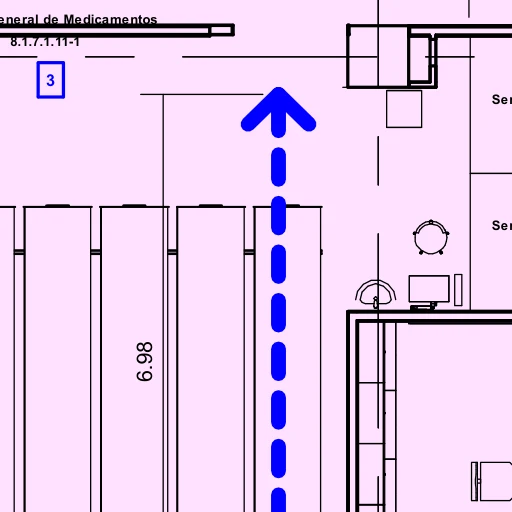 eneral de Medicamentos
8.1.7.1.11-1
3
Ser
Ser
6.98